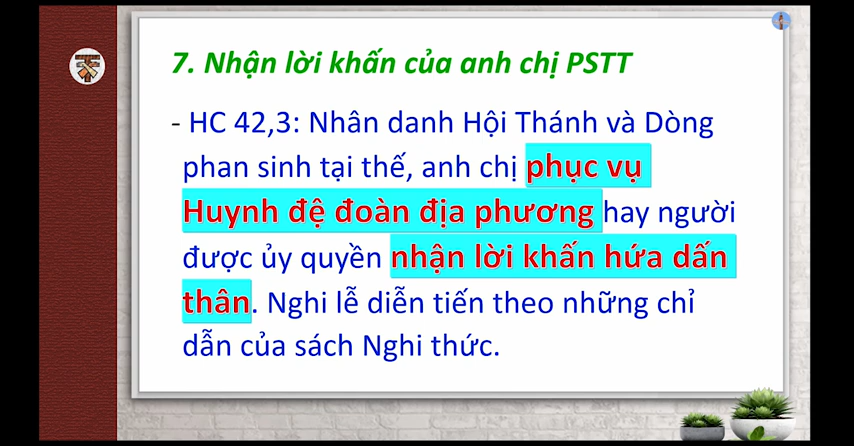 7. Nhận lời khấn của anh chị PSTT
- HC 42,3: Nhân danh Hội Thánh và Dòng
phan sinh tại thế, anh chị phục vụ
Huynh đệ đoàn địa phương hay người
được ủy quyền nhận lời khấn hứa dấn
thân. Nghi lễ diễn tiến theo những chỉ
dẫn của sách Nghi thức.